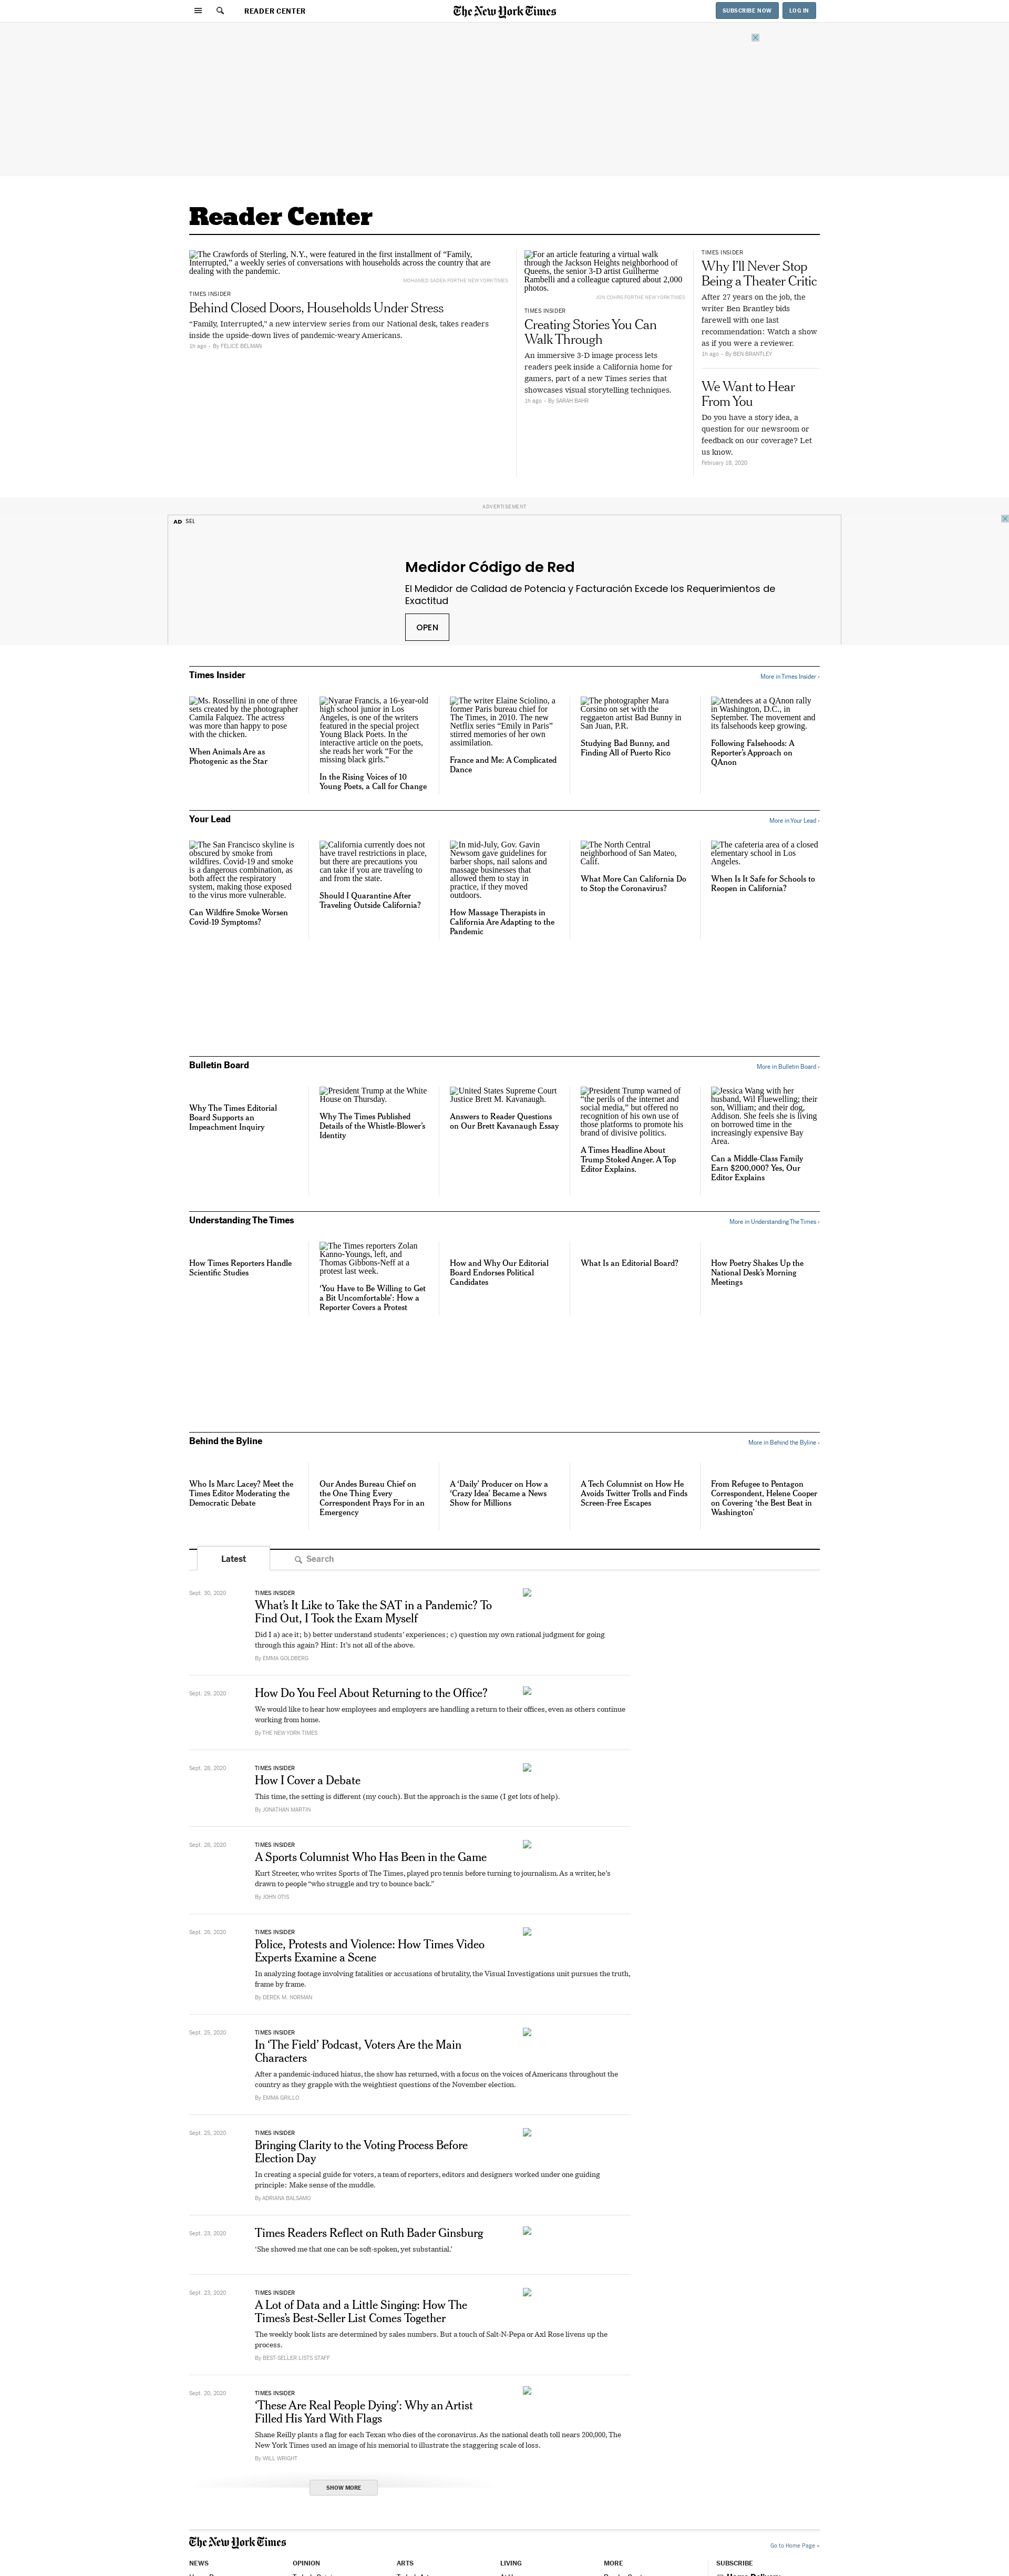 READER CENTER
The New York Times
SUBSCRIBE NOW
LOG IN
Reader Center
The Crawfords of Sterling, N.Y., were featured in the first installment of “Family,
Interrupted,” a weekly series of conversations with households across the country that are
dealing with the pandemic.
MOHAMED SADEK FOR THE NEW YORK TIMES
TIMES INSIDER
Behind Closed Doors, Households Under Stress
“Family, Interrupted,” a new interview series from our National desk, takes readers
inside the upside-down lives of pandemic-weary Americans.
1h ago – By FELICE BELMAN
For an article featuring a virtual walk
through the Jackson Heights neighborhood of
Queens, the senior 3-D artist Guilherme
Rambelli and a colleague captured about 2,000
photos.
JON COHRS FOR THE NEW YORK TIMES
TIMES INSIDER
Creating Stories You Can
Walk Through
An immersive 3-D image process lets
readers peek inside a California home for
gamers, part of a new Times series that
showcases visual storytelling techniques.
1h ago – By SARAH BAHR
TIMES INSIDER
Why I’ll Never Stop
Being a Theater Critic
After 27 years on the job, the
writer Ben Brantley bids
farewell with one last
recommendation: Watch a show
as if you were a reviewer.
1h ago – By BEN BRANTLEY
We Want to Hear
From You
Do you have a story idea, a
question for our newsroom or
feedback on our coverage? Let
us know.
February 18, 2020
ADVERTISEMENT
AD SEL
Medidor Código de Red
El Medidor de Calidad de Potencia y Facturación Excede los Requerimientos de
Exactitud
OPEN
Times Insider
More in Times Insider ›
Ms. Rossellini in one of three
sets created by the photographer
Camila Falquez. The actress
was more than happy to pose
with the chicken.
When Animals Are as
Photogenic as the Star
Nyarae Francis, a 16-year-old
high school junior in Los
Angeles, is one of the writers
featured in the special project
Young Black Poets. In the
interactive article on the poets,
she reads her work “For the
missing black girls.”
In the Rising Voices of 10
Young Poets, a Call for Change
The writer Elaine Sciolino, a
former Paris bureau chief for
The Times, in 2010. The new
Netflix series “Emily in Paris”
stirred memories of her own
assimilation.
France and Me: A Complicated
Dance
The photographer Mara
Corsino on set with the
reggaeton artist Bad Bunny in
San Juan, P.R.
Studying Bad Bunny, and
Finding All of Puerto Rico
Attendees at a QAnon rally
in Washington, D.C., in
September. The movement and
its falsehoods keep growing.
Following Falsehoods: A
Reporter’s Approach on
QAnon
Your Lead
More in Your Lead ›
The San Francisco skyline is
obscured by smoke from
wildfires. Covid-19 and smoke
is a dangerous combination, as
both affect the respiratory
system, making those exposed
to the virus more vulnerable.
Can Wildfire Smoke Worsen
Covid-19 Symptoms?
California currently does not
have travel restrictions in place,
but there are precautions you
can take if you are traveling to
and from the state.
Should I Quarantine After
Traveling Outside California?
In mid-July, Gov. Gavin
Newsom gave guidelines for
barber shops, nail salons and
massage businesses that
allowed them to stay in
practice, if they moved
outdoors.
How Massage Therapists in
California Are Adapting to the
Pandemic
The North Central
neighborhood of San Mateo,
Calif.
What More Can California Do
to Stop the Coronavirus?
The cafeteria area of a closed
elementary school in Los
Angeles.
When Is It Safe for Schools to
Reopen in California?
Bulletin Board
More in Bulletin Board ›
Why The Times Editorial
Board Supports an
Impeachment Inquiry
President Trump at the White
House on Thursday.
Why The Times Published
Details of the Whistle-Blower’s
Identity
United States Supreme Court
Justice Brett M. Kavanaugh.
Answers to Reader Questions
on Our Brett Kavanaugh Essay
President Trump warned of
“the perils of the internet and
social media,” but offered no
recognition of his own use of
those platforms to promote his
brand of divisive politics.
A Times Headline About
Trump Stoked Anger. A Top
Editor Explains.
Jessica Wang with her
husband, Wil Fluewelling; their
son, William; and their dog,
Addison. She feels she is living
on borrowed time in the
increasingly expensive Bay
Area.
Can a Middle-Class Family
Earn $200,000? Yes, Our
Editor Explains
Understanding The Times
More in Understanding The Times ›
How Times Reporters Handle
Scientific Studies
The Times reporters Zolan
Kanno-Youngs, left, and
Thomas Gibbons-Neff at a
protest last week.
‘You Have to Be Willing to Get
a Bit Uncomfortable’: How a
Reporter Covers a Protest
How and Why Our Editorial
Board Endorses Political
Candidates
What Is an Editorial Board?
How Poetry Shakes Up the
National Desk’s Morning
Meetings
Behind the Byline
More in Behind the Byline ›
Who Is Marc Lacey? Meet the
Times Editor Moderating the
Democratic Debate
Our Andes Bureau Chief on
the One Thing Every
Correspondent Prays For in an
Emergency
A ‘Daily’ Producer on How a
‘Crazy Idea’ Became a News
Show for Millions
A Tech Columnist on How He
Avoids Twitter Trolls and Finds
Screen-Free Escapes
From Refugee to Pentagon
Correspondent, Helene Cooper
on Covering ‘the Best Beat in
Washington’
Latest
Search
Sept. 30, 2020
TIMES INSIDER
What’s It Like to Take the SAT in a Pandemic? To
Find Out, I Took the Exam Myself
Did I a) ace it; b) better understand students’ experiences; c) question my own rational judgment for going
through this again? Hint: It’s not all of the above.
By EMMA GOLDBERG
Sept. 29, 2020
How Do You Feel About Returning to the Office?
We would like to hear how employees and employers are handling a return to their offices, even as others continue
working from home.
By THE NEW YORK TIMES
Sept. 28, 2020
TIMES INSIDER
How I Cover a Debate
This time, the setting is different (my couch). But the approach is the same (I get lots of help).
By JONATHAN MARTIN
Sept. 28, 2020
TIMES INSIDER
A Sports Columnist Who Has Been in the Game
Kurt Streeter, who writes Sports of The Times, played pro tennis before turning to journalism. As a writer, he’s
drawn to people “who struggle and try to bounce back.”
By JOHN OTIS
Sept. 26, 2020
TIMES INSIDER
Police, Protests and Violence: How Times Video
Experts Examine a Scene
In analyzing footage involving fatalities or accusations of brutality, the Visual Investigations unit pursues the truth,
frame by frame.
By DEREK M. NORMAN
Sept. 25, 2020
TIMES INSIDER
In ‘The Field’ Podcast, Voters Are the Main
Characters
After a pandemic-induced hiatus, the show has returned, with a focus on the voices of Americans throughout the
country as they grapple with the weightiest questions of the November election.
By EMMA GRILLO
Sept. 25, 2020
TIMES INSIDER
Bringing Clarity to the Voting Process Before
Election Day
In creating a special guide for voters, a team of reporters, editors and designers worked under one guiding
principle: Make sense of the muddle.
By ADRIANA BALSAMO
Sept. 23, 2020
Times Readers Reflect on Ruth Bader Ginsburg
‘She showed me that one can be soft-spoken, yet substantial.’
Sept. 23, 2020
TIMES INSIDER
A Lot of Data and a Little Singing: How The
Times’s Best-Seller List Comes Together
The weekly book lists are determined by sales numbers. But a touch of Salt-N-Pepa or Axl Rose livens up the
process.
By BEST-SELLER LISTS STAFF
Sept. 20, 2020
TIMES INSIDER
‘These Are Real People Dying’: Why an Artist
Filled His Yard With Flags
Shane Reilly plants a flag for each Texan who dies of the coronavirus. As the national death toll nears 200,000, The
New York Times used an image of his memorial to illustrate the staggering scale of loss.
By WILL WRIGHT
SHOW MORE
The New York Times
Go to Home Page »
NEWS
OPINION
ARTS
LIVING
MORE
SUBSCRIBE